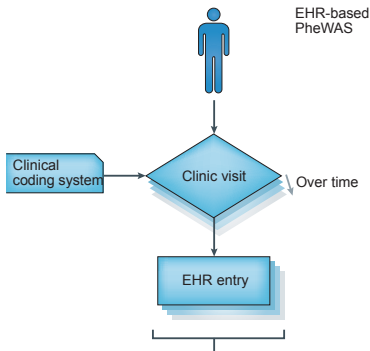 EHR-based
PheWAS
Clinical
coding system
Clinic visit
Over time
EHR entry